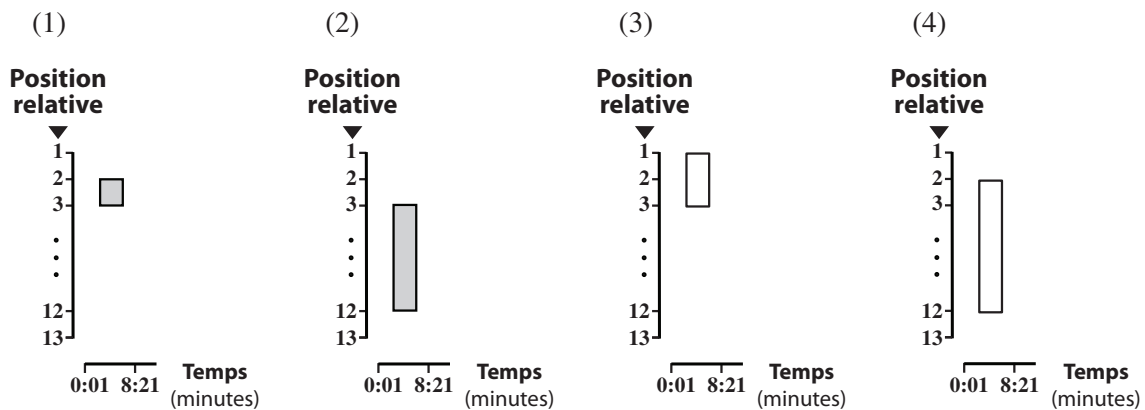 (1)
Position
relative
1
2
3
12
13
0:01 8:21
Temps
(minutes)
(2)
Position
relative
1
2
3
12
13
0:01 8:21
Temps
(minutes)
(3)
Position
relative
1
2
3
12
13
0:01 8:21
Temps
(minutes)
(4)
Position
relative
1
2
3
12
13
0:01 8:21
Temps
(minutes)